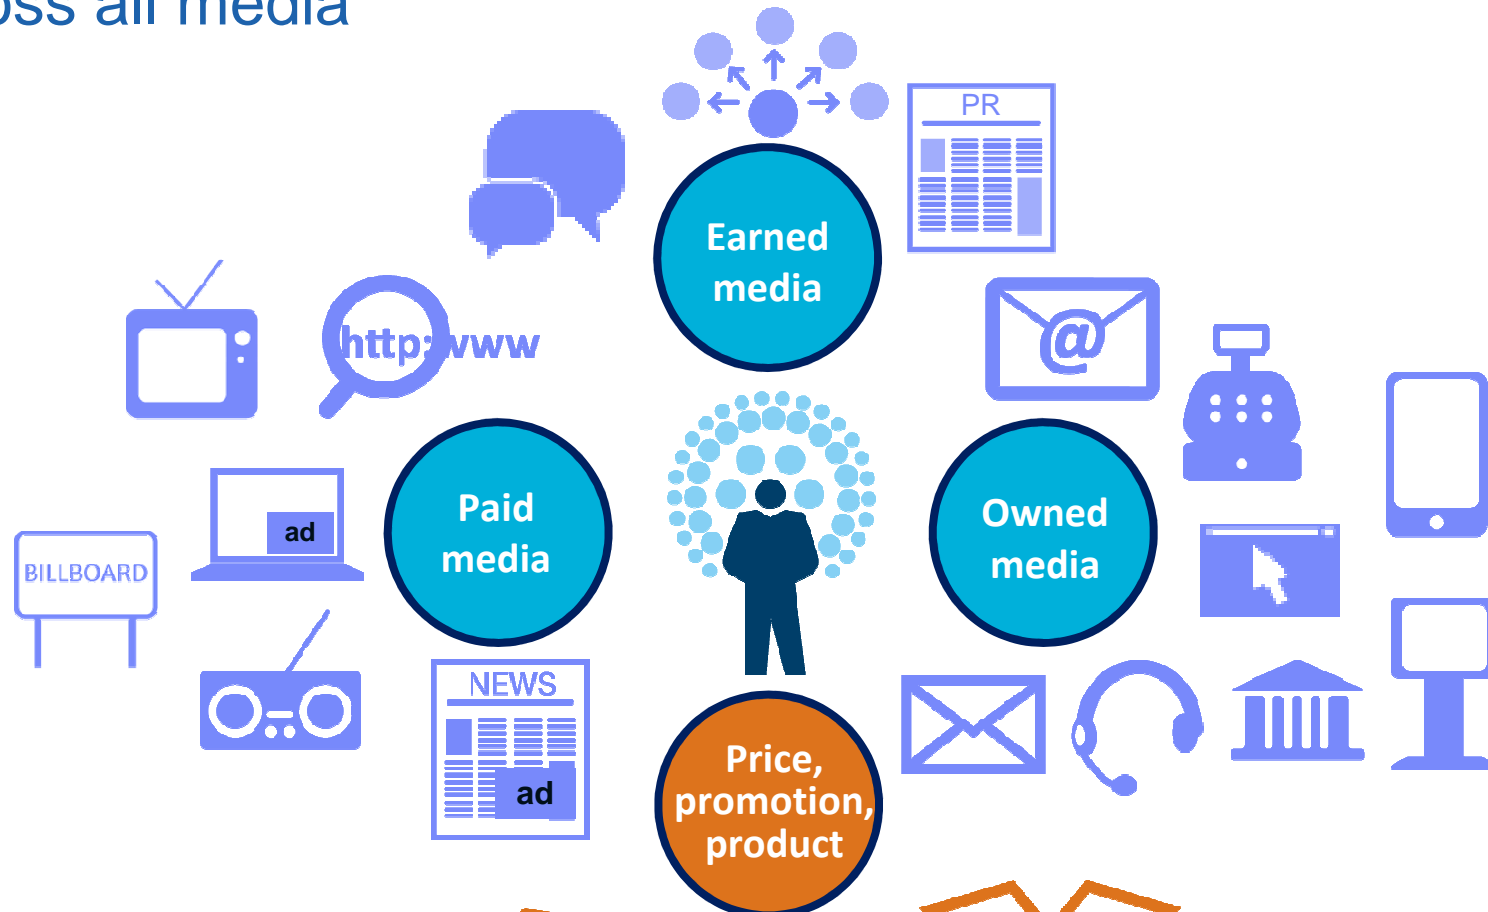 oss all media
PR
Earned
media
@
http:www
Paid
media
Owned
media
ad
BILLBOARD
NEWS
ad
Price,
promotion,
product